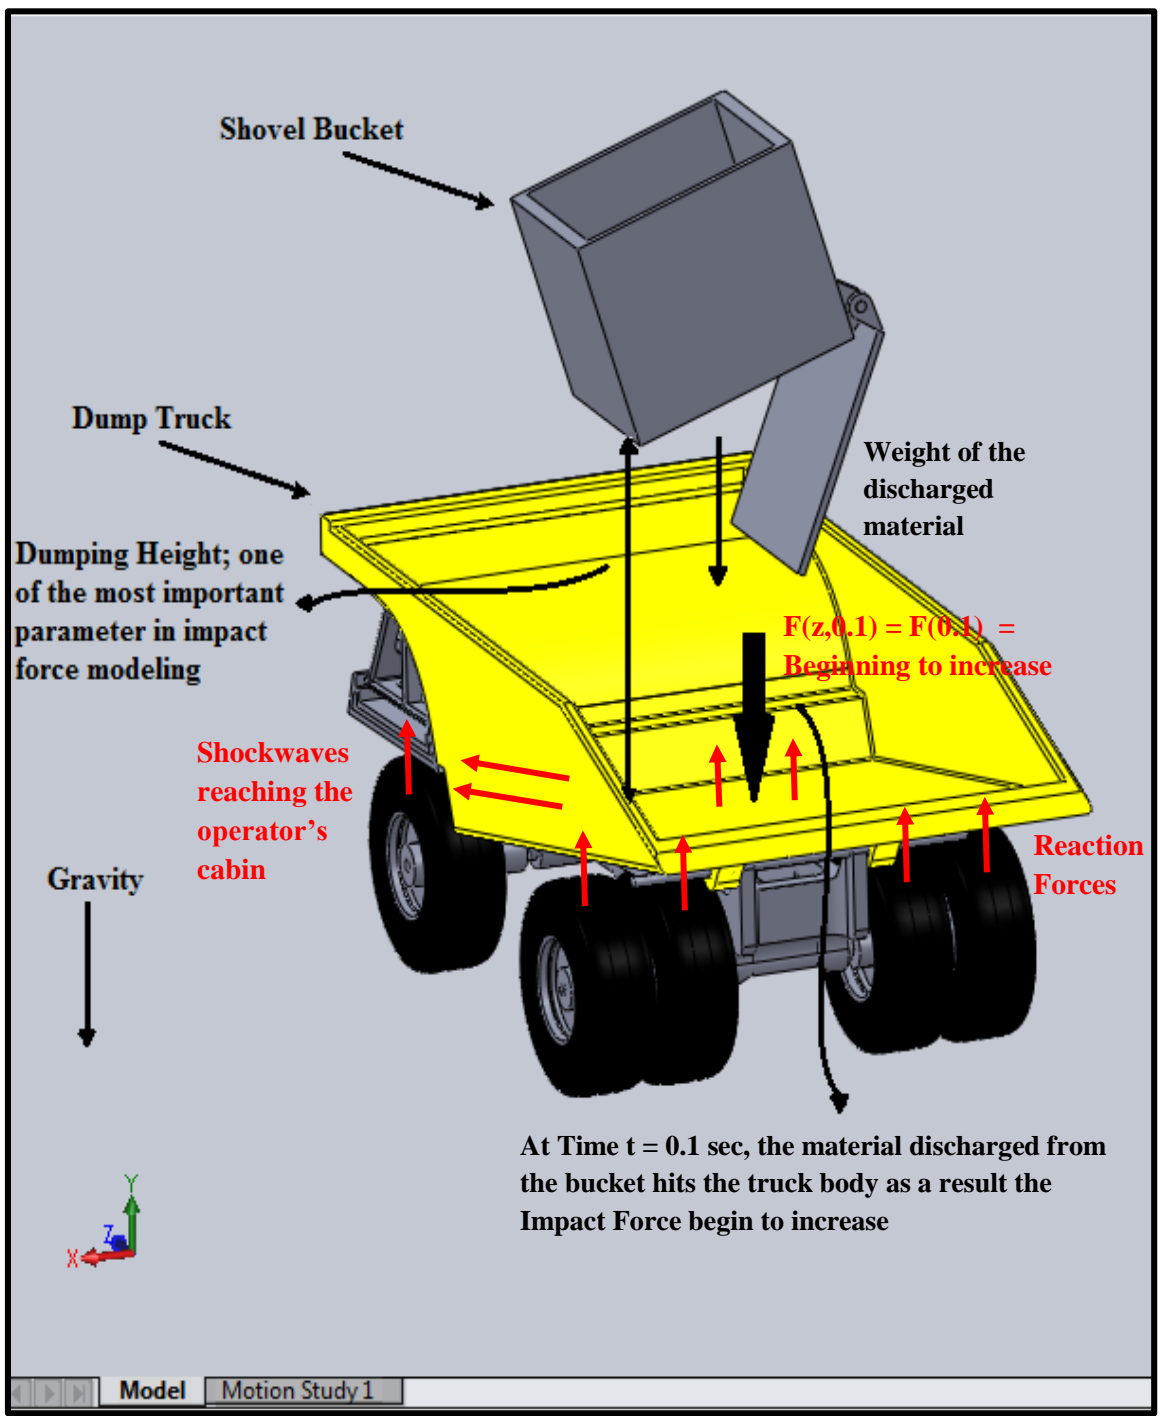 Shovel Bucket
Dump Truck
Weight of the
discharged
material
Dumping Height; one
of the most important
parameter in impact
force modeling
F(z,0.1) = F(0.1) =
Beginning to increase
Shockwaves
reaching the
operator's
cabin
Reaction
Forces
Gravity
At Time t = 0.1 sec, the material discharged from
the bucket hits the truck body as a result the
Impact Force begin to increase
Y
Z
X
Model
Motion Study 1